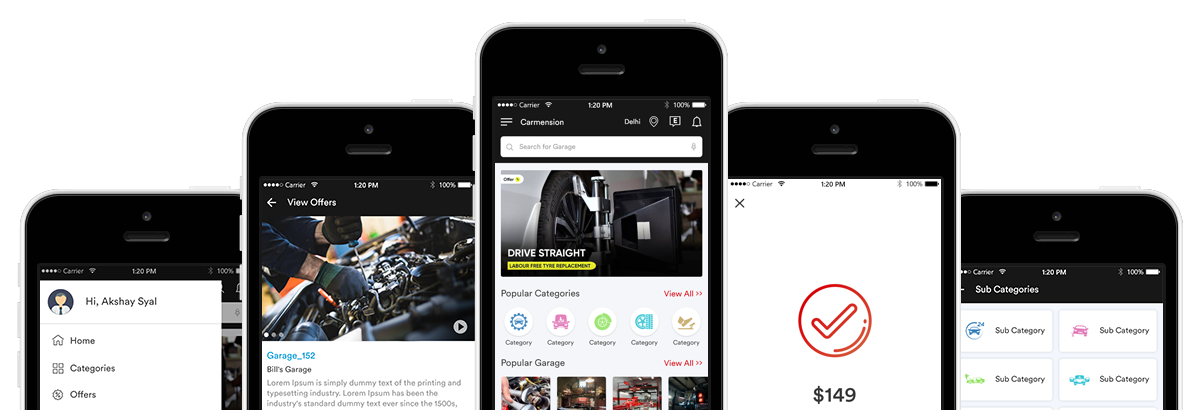 Carrier 1:20 PM
Hi, Akshay Syal
Home
Categories
Offers
Carrier 1:20 PM 100%
View Offers
Garage_152
Bill's Garage
Lorem Ipsum is simply dummy text of the printing and
typesetting industry. Lorem Ipsum has been the
industry's standard dummy text ever since the 1500s,
Carrier 1:20 PM 100%
Carmension Delhi E
Search for Garage
Offer
DRIVE STRAIGHT
LABOUR FREE TYRE REPLACEMENT
Popular Categories View All >>
Category Category Category Category Category
Popular Garage View All >>
Carrier 1:20 PM 100%
$149
Carrier 1:20 PM 100%
Sub Categories
24
Sub Category Sub Category
Sub Category Sub Category